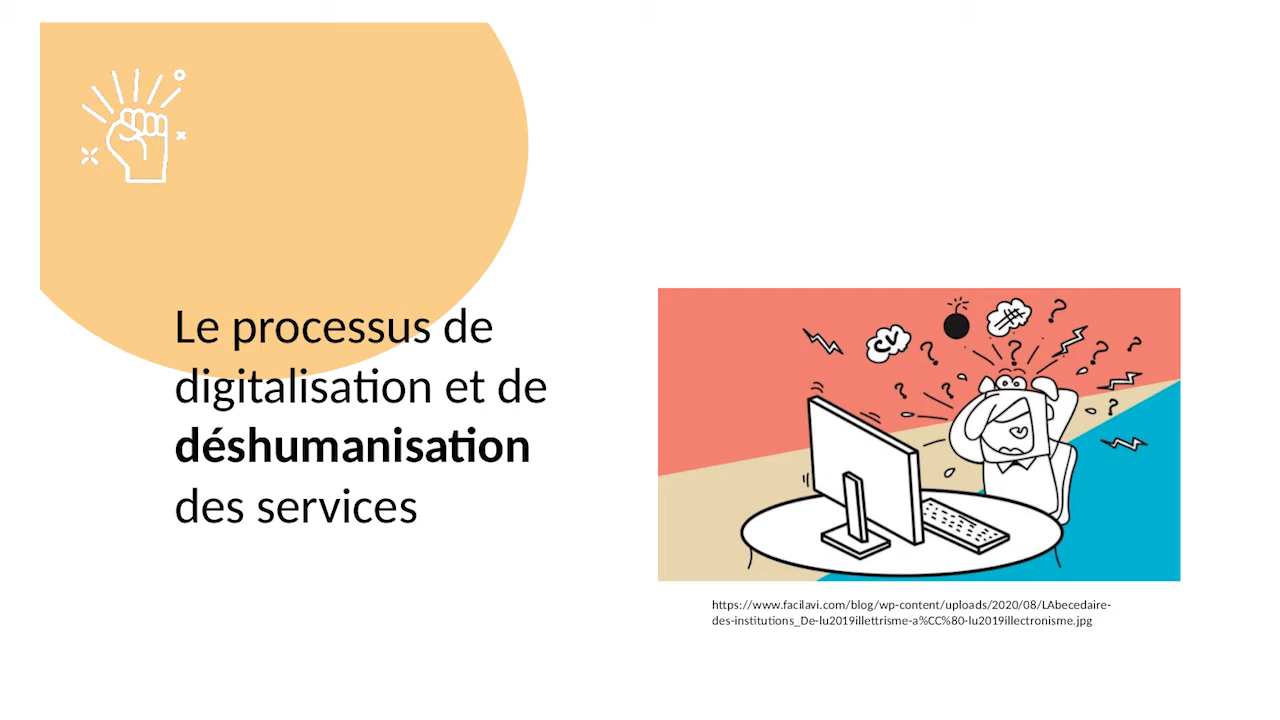 Le processus de
digitalisation et de
déshumanisation
des services
CV
https://www.facilavi.com/blog/wp-content/uploads/2020/08/LAbecedaire-
des-institutions_De-lu2019illettrisme-a%CC%80-lu2019illectronisme.jpg